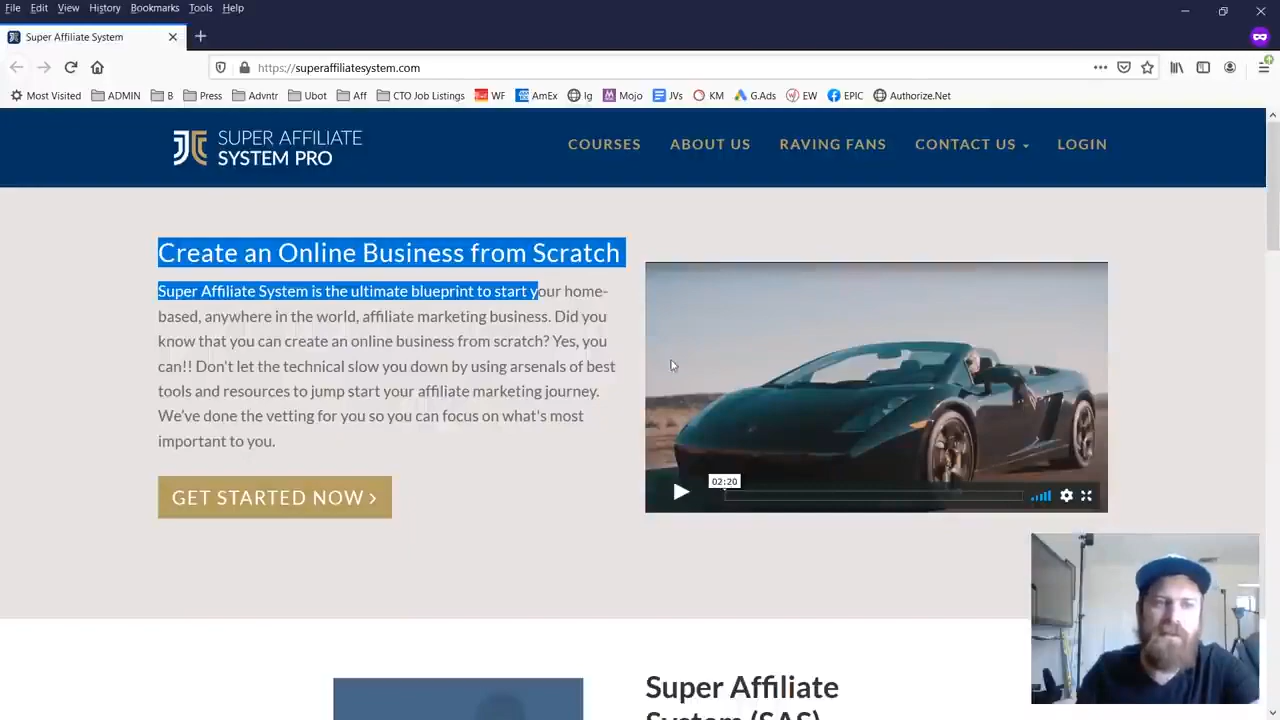 File Edit View History Bookmarks Tools Help
Super Affiliate System
https://superaffiliatesystem.com
Most Visited ADMIN B Press Advntr Ubot Aff CTO Job Listings WF AmEx Ig Mojo JVs KM G.Ads EW EPIC Authorize.Net
SUPER AFFILIATE
SYSTEM PRO
COURSES ABOUT US RAVING FANS CONTACT US LOGIN
Create an Online Business from Scratch
Super Affiliate System is the ultimate blueprint to start your home-
based, anywhere in the world, affiliate marketing business. Did you
know that you can create an online business from scratch? Yes, you
can!! Don't let the technical slow you down by using arsenals of best
tools and resources to jump start your affiliate marketing journey.
We've done the vetting for you so you can focus on what's most
important to you.
GET STARTED NOW >
02:20
Super Affiliate
System (SAS)